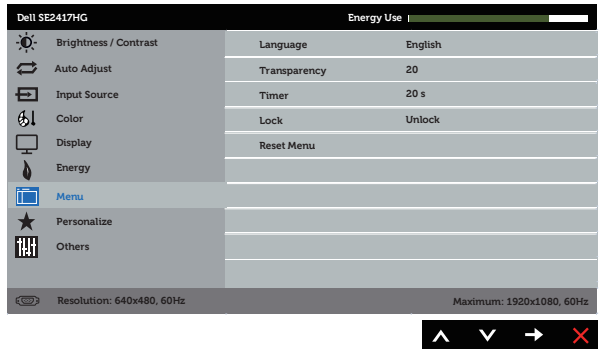 Dell SE2417HG Energy Use
Brightness / Contrast Language English
Auto Adjust Transparency 20
Input Source Timer 20 s
Color Lock Unlock
Display Reset Menu
Energy
Menu
Personalize
Others
Resolution: 640x480, 60Hz Maximum: 1920x1080, 60Hz